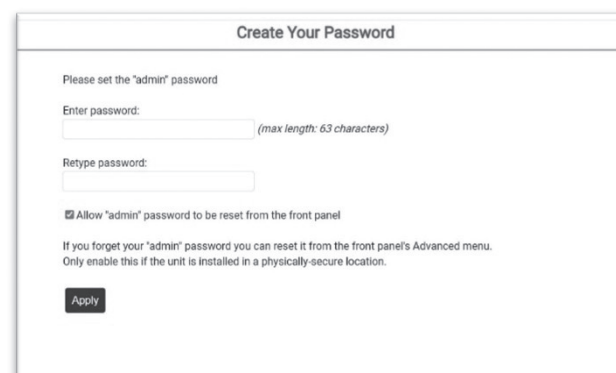 Create Your Password
Please set the "admin" password
Enter password:
(max length: 63 characters)
Retype password:
Allow "admin" password to be reset from the front panel
If you forget your "admin" password you can reset it from the front panel's Advanced menu.
Only enable this if the unit is installed in a physically-secure location.
Apply